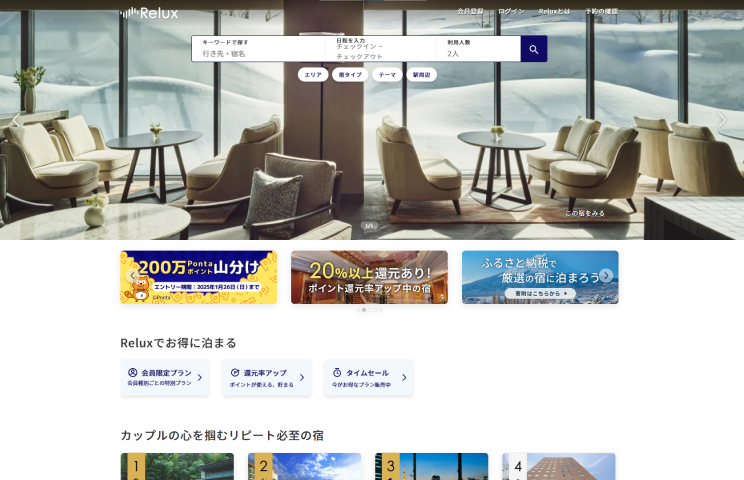 Relux
会員登録 ログイン Reluxとは 予約の確認
キーワードで探す
行き先・宿名
日程を入力
チェックイン –
チェックアウト
利用人数
2人
エリア
宿タイプ
テーマ
駅周辺
この宿をみる
200万Pontaポイント山分け
エントリー期間：2025年1月26日(日)まで
©Ponta
20%以上還元あり!
ポイント還元率アップ中の宿
ふるさと納税で
厳選の宿に泊まろう
寄附はこちらから
Reluxでお得に泊まる
会員限定プラン
会員種別ごとの特別プラン
還元率アップ
ポイントが使える、貯まる
タイムセール
今がお得なプラン販売中
カップルの心を掴むリピート必至の宿
1
2
3
4